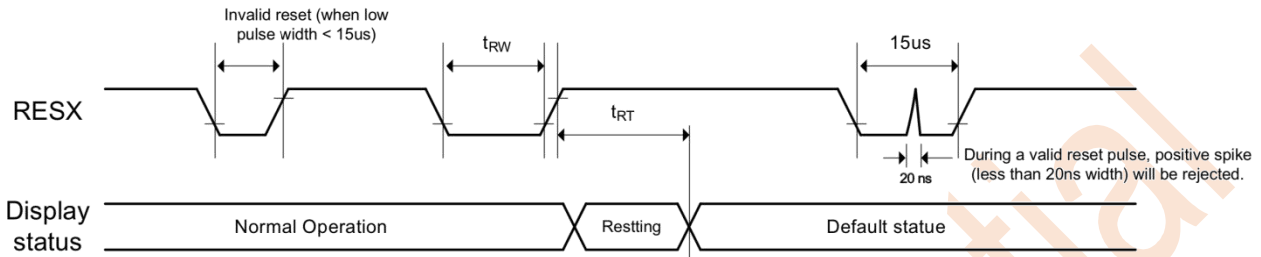 Invalid reset (when low
pulse width < 15us)
tRW
15us
RESX
tRT
20 ns
During a valid reset pulse, positive spike
(less than 20ns width) will be rejected.
Display
status
Normal Operation
Restting
Default statue
tial